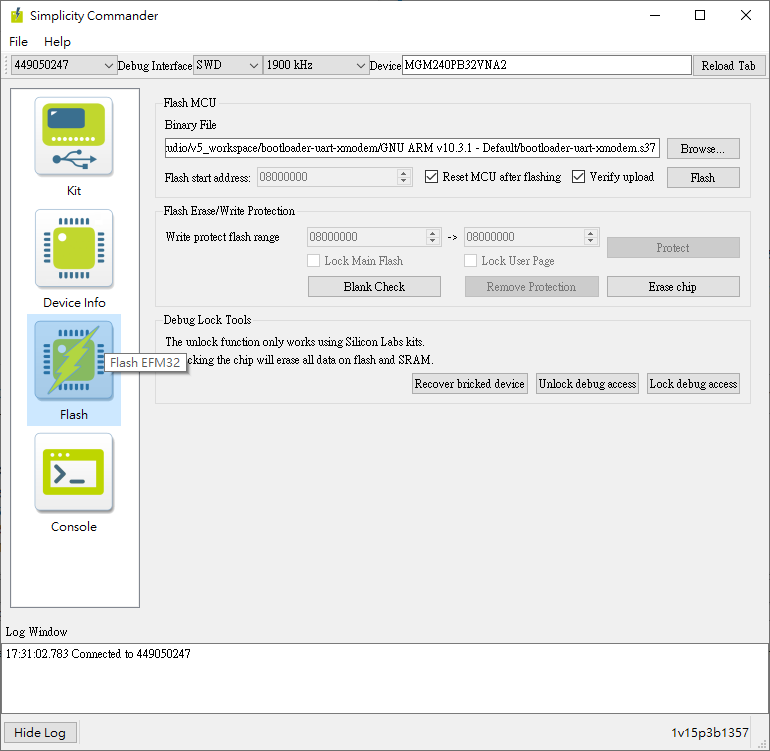 Simplicity Commander
File Help
449050247 Debug Interface SWD 1900 kHz Device MGM240PB32VNA2 Reload Tab
Kit
Device Info
Flash
Flash EFM32
Console
Flash MCU
Binary File
udio/v5_workspace/bootloader-uart-xmodem/GNU ARM v10.3.1 - Default/bootloader-uart-xmodem.s37 Browse...
Flash start address: 08000000 Reset MCU after flashing Verify upload Flash
Flash Erase/Write Protection
Write protect flash range 08000000 -> 08000000 Protect
Lock Main Flash Lock User Page
Blank Check Remove Protection Erase chip
Debug Lock Tools
The unlock function only works using Silicon Labs kits.
cking the chip will erase all data on flash and SRAM.
Recover bricked device Unlock debug access Lock debug access
Log Window
17:31:02.783 Connected to 449050247
Hide Log 1v15p3b1357